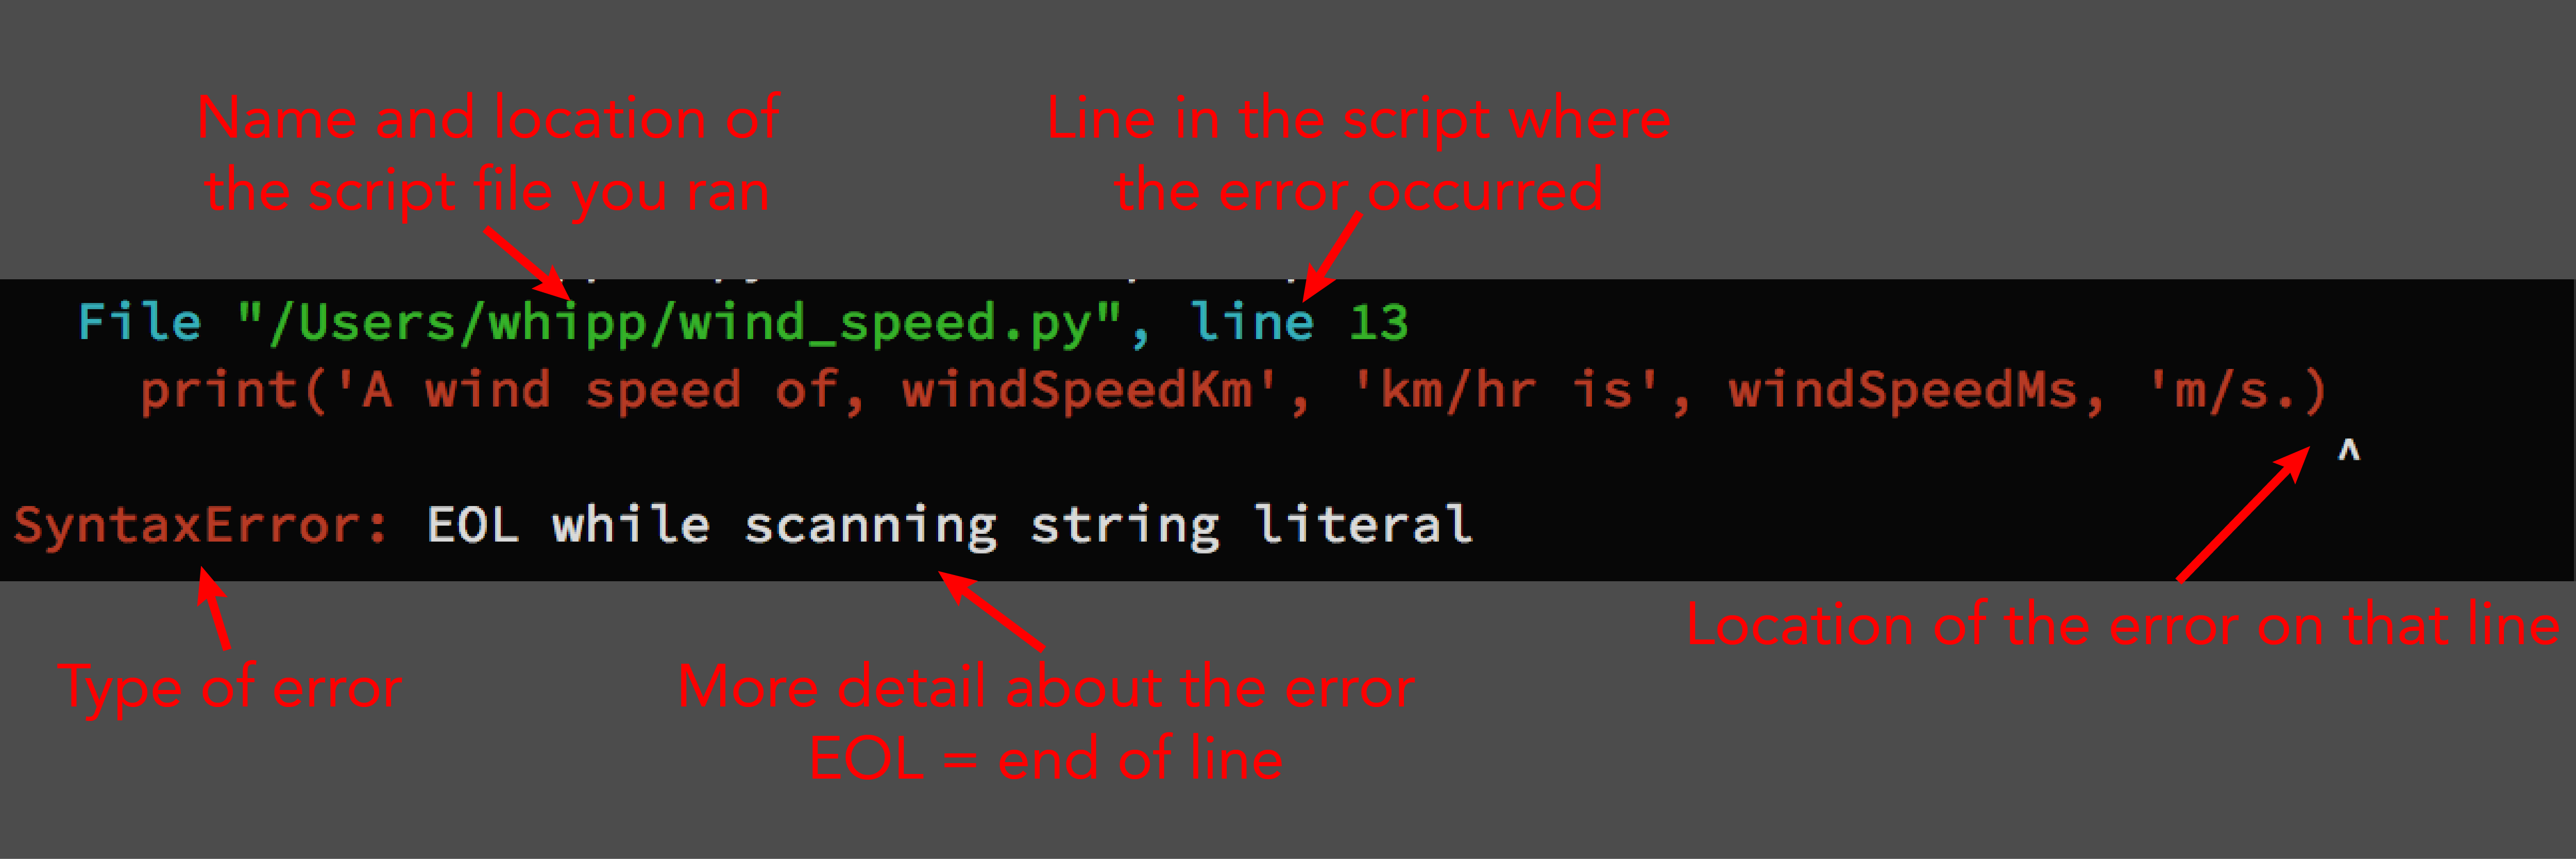 Name and location of
the script file you ran
Line in the script where
the error occurred
File "/Users/whipp/wind_speed.py", line 13
print('A wind speed of, windSpeedKm', 'km/hr is', windSpeedMs, 'm/s.)
^
SyntaxError: EOL while scanning string literal
Location of the error on that line
Type of error
More detail about the error
EOL = end of line